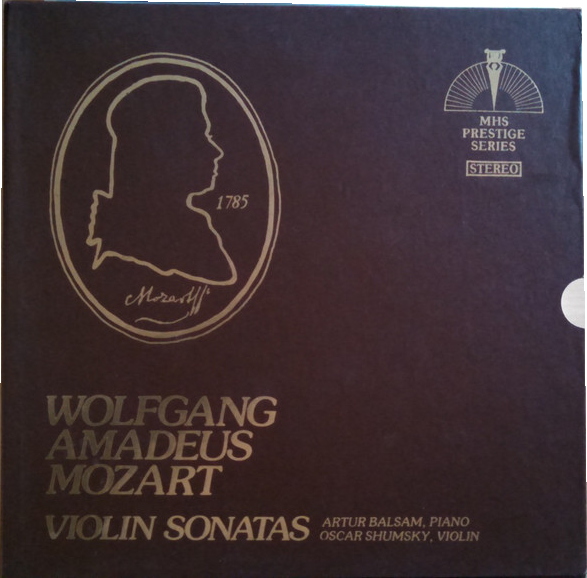 MHS
PRESTIGE
SERIES
STEREO
1785
Mozart
WOLFGANG
AMADEUS
MOZART
VIOLIN SONATAS
ARTUR BALSAM, PIANO
OSCAR SHUMSKY, VIOLIN